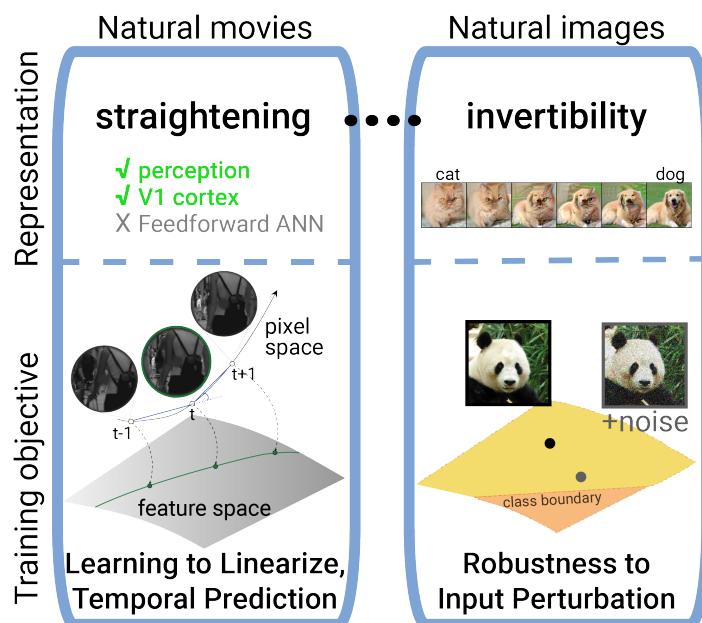 Natural movies
Natural images
Representation
straightening
invertibility
√ perception
√ V1 cortex
X Feedforward ANN
cat
dog
Training objective
pixel
space
t+1
t
t-1
feature space
+noise
class boundary
Learning to Linearize,
Temporal Prediction
Robustness to
Input Perturbation